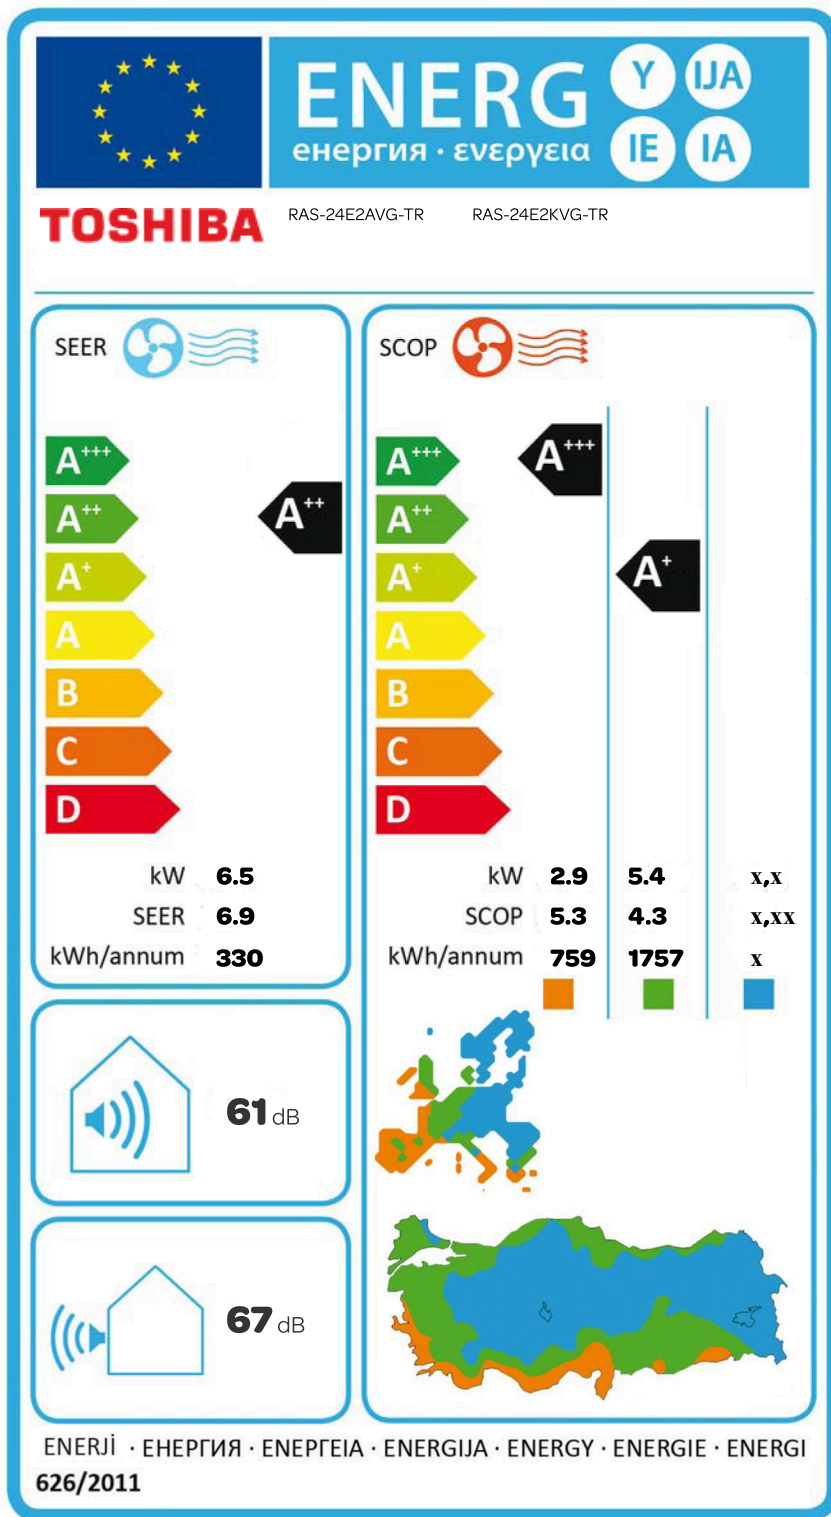 ENERG Y IJA
енергия · ενεργεια IE IA
TOSHIBA RAS-24E2AVG-TR RAS-24E2KVG-TR
SEER
A+++
A++
A++
A+
A
B
C
D
kW 6.5
SEER 6.9
kWh/annum 330
SCOP
A+++ A+++
A++
A+ A+
A
B
C
D
kW 2.9 5.4 x,x
SCOP 5.3 4.3 x,xx
kWh/annum 759 1757 x
61 dB
67 dB
ENERJİ · ЕНЕРГИЯ · ΕΝΕΡΓΕΙΑ · ENERGIJA · ENERGY · ENERGIE · ENERGI
626/2011